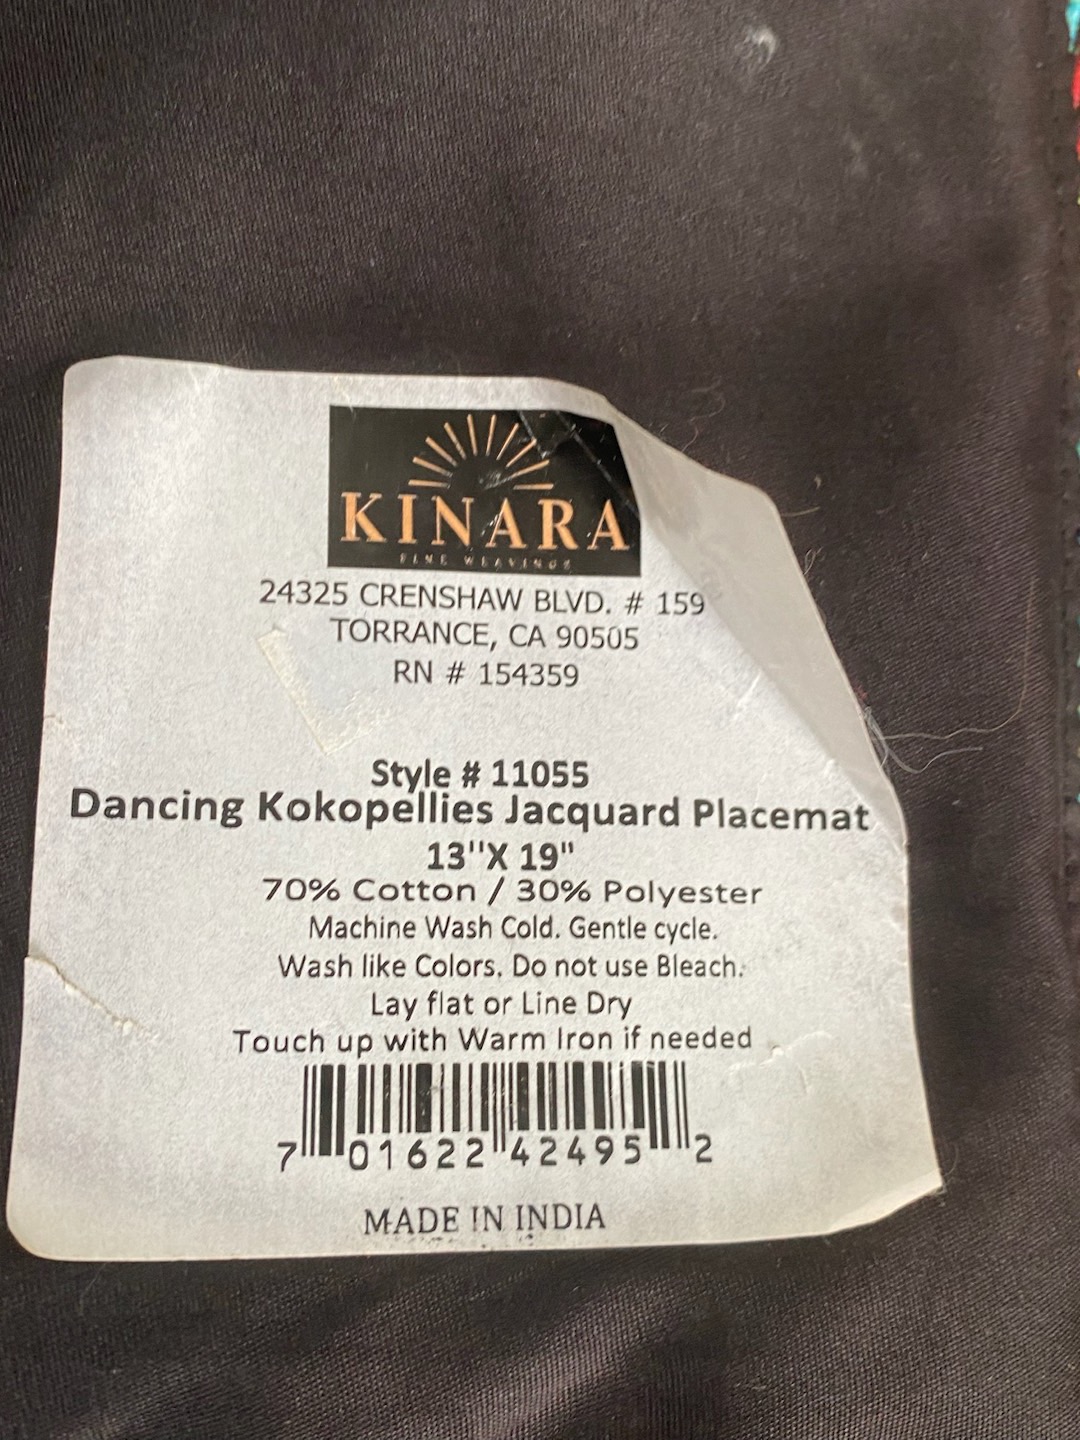 KINARA
FINE WEAVINGS
24325 CRENSHAW BLVD. # 159
TORRANCE, CA 90505
RN # 154359
Style # 11055
Dancing Kokopellies Jacquard Placemat
13"X 19"
70% Cotton / 30% Polyester
Machine Wash Cold. Gentle cycle.
Wash like Colors. Do not use Bleach.
Lay flat or Line Dry
Touch up with Warm Iron if needed
7 01622 42495 2
MADE IN INDIA